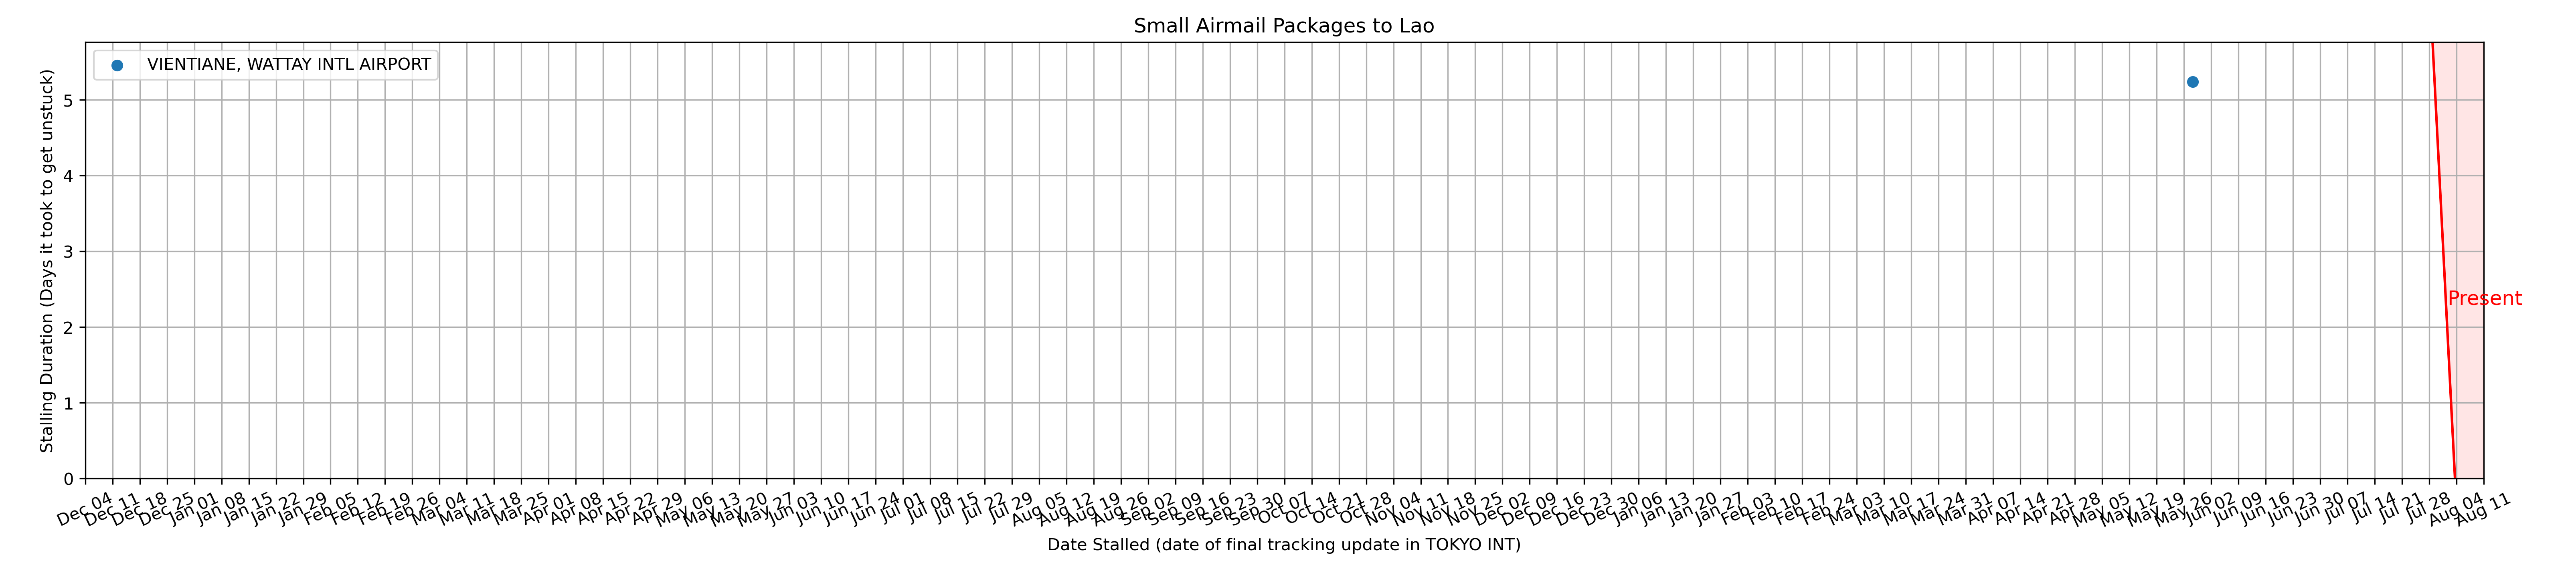 Small Airmail Packages to Lao
VIENTIANE, WATTAY INTL AIRPORT
Stalling Duration (Days it took to get unstuck)
5
4
3
2
1
0
Present
Dec 04 Dec 11 Dec 18 Dec 25 Jan 01 Jan 08 Jan 15 Jan 22 Jan 29 Feb 05 Feb 12 Feb 19 Feb 26 Mar 04 Mar 11 Mar 18 Mar 25 Apr 01 Apr 08 Apr 15 Apr 22 Apr 29 May 06 May 13 May 20 May 27 Jun 03 Jun 10 Jun 17 Jun 24 Jul 01 Jul 08 Jul 15 Jul 22 Jul 29 Aug 05 Aug 12 Aug 19 Aug 26 Sep 02 Sep 09 Sep 16 Sep 23 Sep 30 Oct 07 Oct 14 Oct 21 Oct 28 Nov 04 Nov 11 Nov 18 Nov 25 Dec 02 Dec 09 Dec 16 Dec 23 Dec 30 Jan 06 Jan 13 Jan 20 Jan 27 Feb 03 Feb 10 Feb 17 Feb 24 Mar 03 Mar 10 Mar 17 Mar 24 Mar 31 Apr 07 Apr 14 Apr 21 Apr 28 May 05 May 12 May 19 May 26 Jun 02 Jun 09 Jun 16 Jun 23 Jun 30 Jul 07 Jul 14 Jul 21 Jul 28 Aug 04 Aug 11
Date Stalled (date of final tracking update in TOKYO INT)